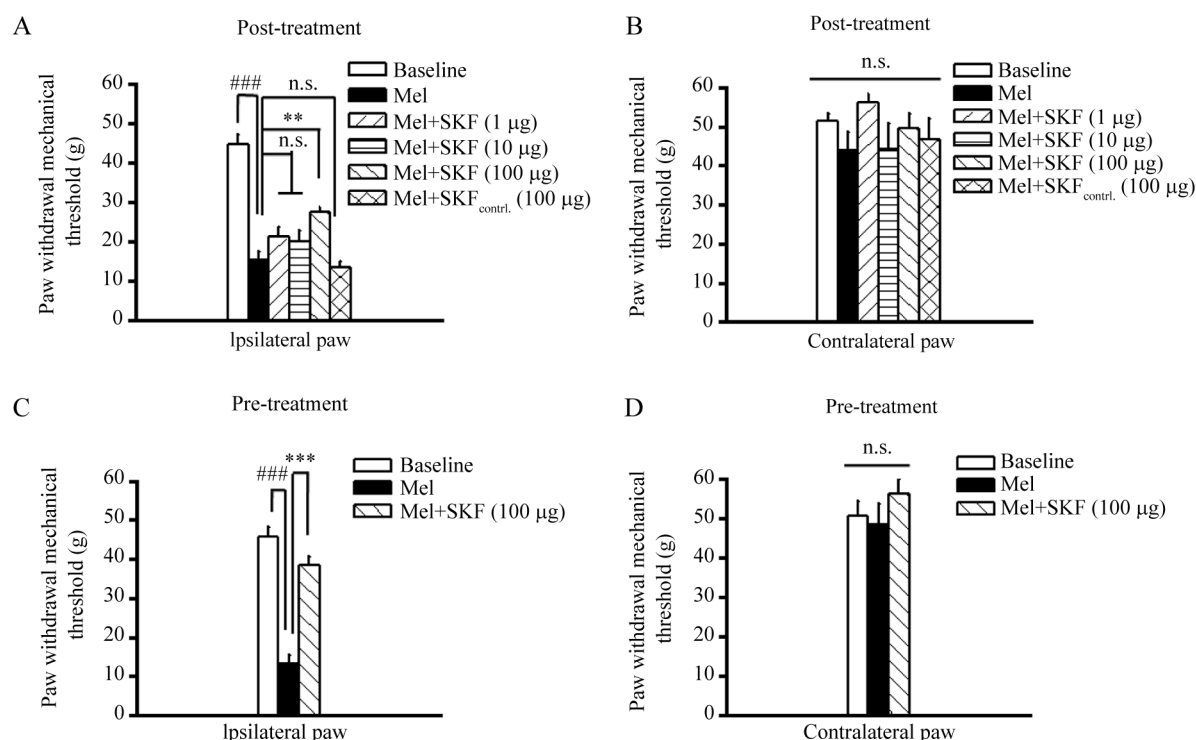 A
Post-treatment
Paw withdrawal mechanical
threshold (g)
60
50
40
30
20
10
0
###
n.s.
**
n.s.
Baseline
Mel
Mel+SKF (1 μg)
Mel+SKF (10 μg)
Mel+SKF (100 μg)
Mel+SKFcontrl. (100 μg)
Ipsilateral paw
B
Post-treatment
Paw withdrawal mechanical
threshold (g)
60
50
40
30
20
10
0
n.s.
Baseline
Mel
Mel+SKF (1 μg)
Mel+SKF (10 μg)
Mel+SKF (100 μg)
Mel+SKFcontrl. (100 μg)
Contralateral paw
C
Pre-treatment
Paw withdrawal mechanical
threshold (g)
60
50
40
30
20
10
0
###
***
Baseline
Mel
Mel+SKF (100 μg)
Ipsilateral paw
D
Pre-treatment
Paw withdrawal mechanical
threshold (g)
60
50
40
30
20
10
0
n.s.
Baseline
Mel
Mel+SKF (100 μg)
Contralateral paw